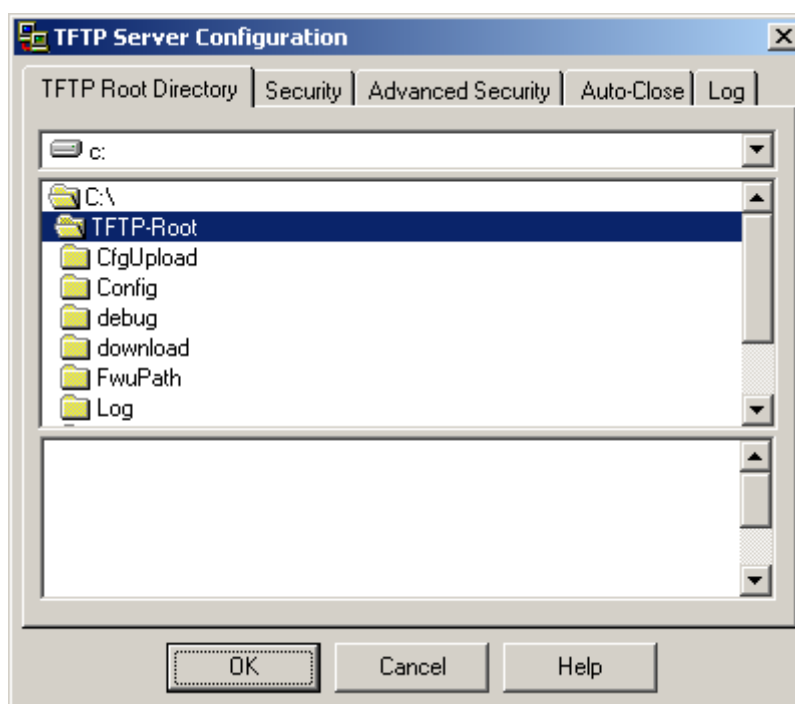 TFTP Server Configuration
TFTP Root Directory Security Advanced Security Auto-Close Log
c:
C:\
TFTP-Root
CfgUpload
Config
debug
download
FwuPath
Log
OK Cancel Help